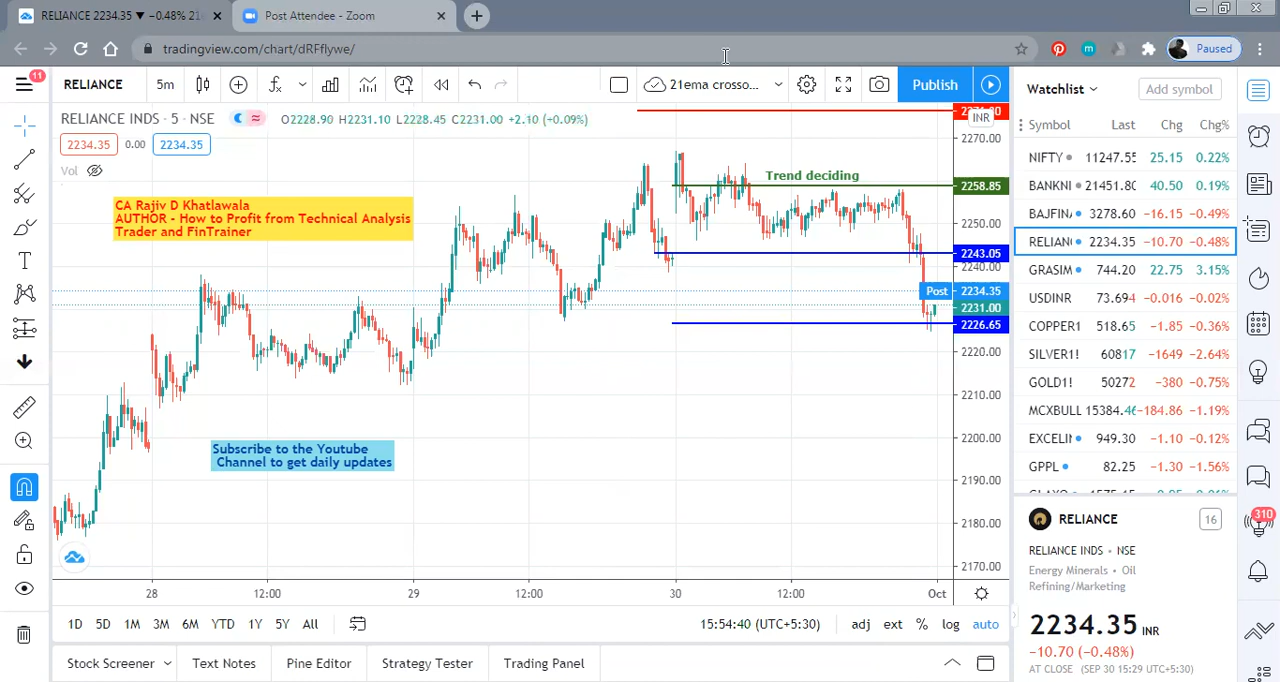 RELIANCE 2234.35 ▼ −0.48% 21
Post Attendee - Zoom
tradingview.com/chart/dRFflywe/
Paused
11
RELIANCE
5m
21ema crosso...
Publish
Watchlist
Add symbol
RELIANCE INDS · 5 · NSE
O2228.90 H2231.10 L2228.45 C2231.00 +2.10 (+0.09%)
2234.35 0.00 2234.35
Vol
CA Rajiv D Khatlawala
AUTHOR - How to Profit from Technical Analysis
Trader and FinTrainer
Trend deciding
Subscribe to the Youtube
Channel to get daily updates
INR
2270.00
2258.85
2250.00
2243.05
2240.00
Post 2234.35
2231.00
2226.65
2220.00
2210.00
2200.00
2190.00
2180.00
2170.00
28 12:00 29 12:00 30 12:00 Oct
1D 5D 1M 3M 6M YTD 1Y 5Y All
15:54:40 (UTC+5:30)
adj ext % log auto
Stock Screener
Text Notes
Pine Editor
Strategy Tester
Trading Panel
Symbol Last Chg Chg%
NIFTY 11247.55 25.15 0.22%
BANKNI 21451.80 40.50 0.19%
BAJFIN 3278.60 −16.15 −0.49%
RELIAN 2234.35 −10.70 −0.48%
GRASIM 744.20 22.75 3.15%
USDINR 73.694 −0.016 −0.02%
COPPER1 518.65 −1.85 −0.36%
SILVER1! 60817 −1649 −2.64%
GOLD1! 50272 −380 −0.75%
MCXBULL 15384.46 −184.86 −1.19%
EXCELIN 949.30 −1.10 −0.12%
GPPL 82.25 −1.30 −1.56%
RELIANCE
16
RELIANCE INDS • NSE
Energy Minerals • Oil
Refining/Marketing
2234.35 INR
−10.70 (−0.48%)
AT CLOSE (SEP 30 15:29 UTC+5:30)
310